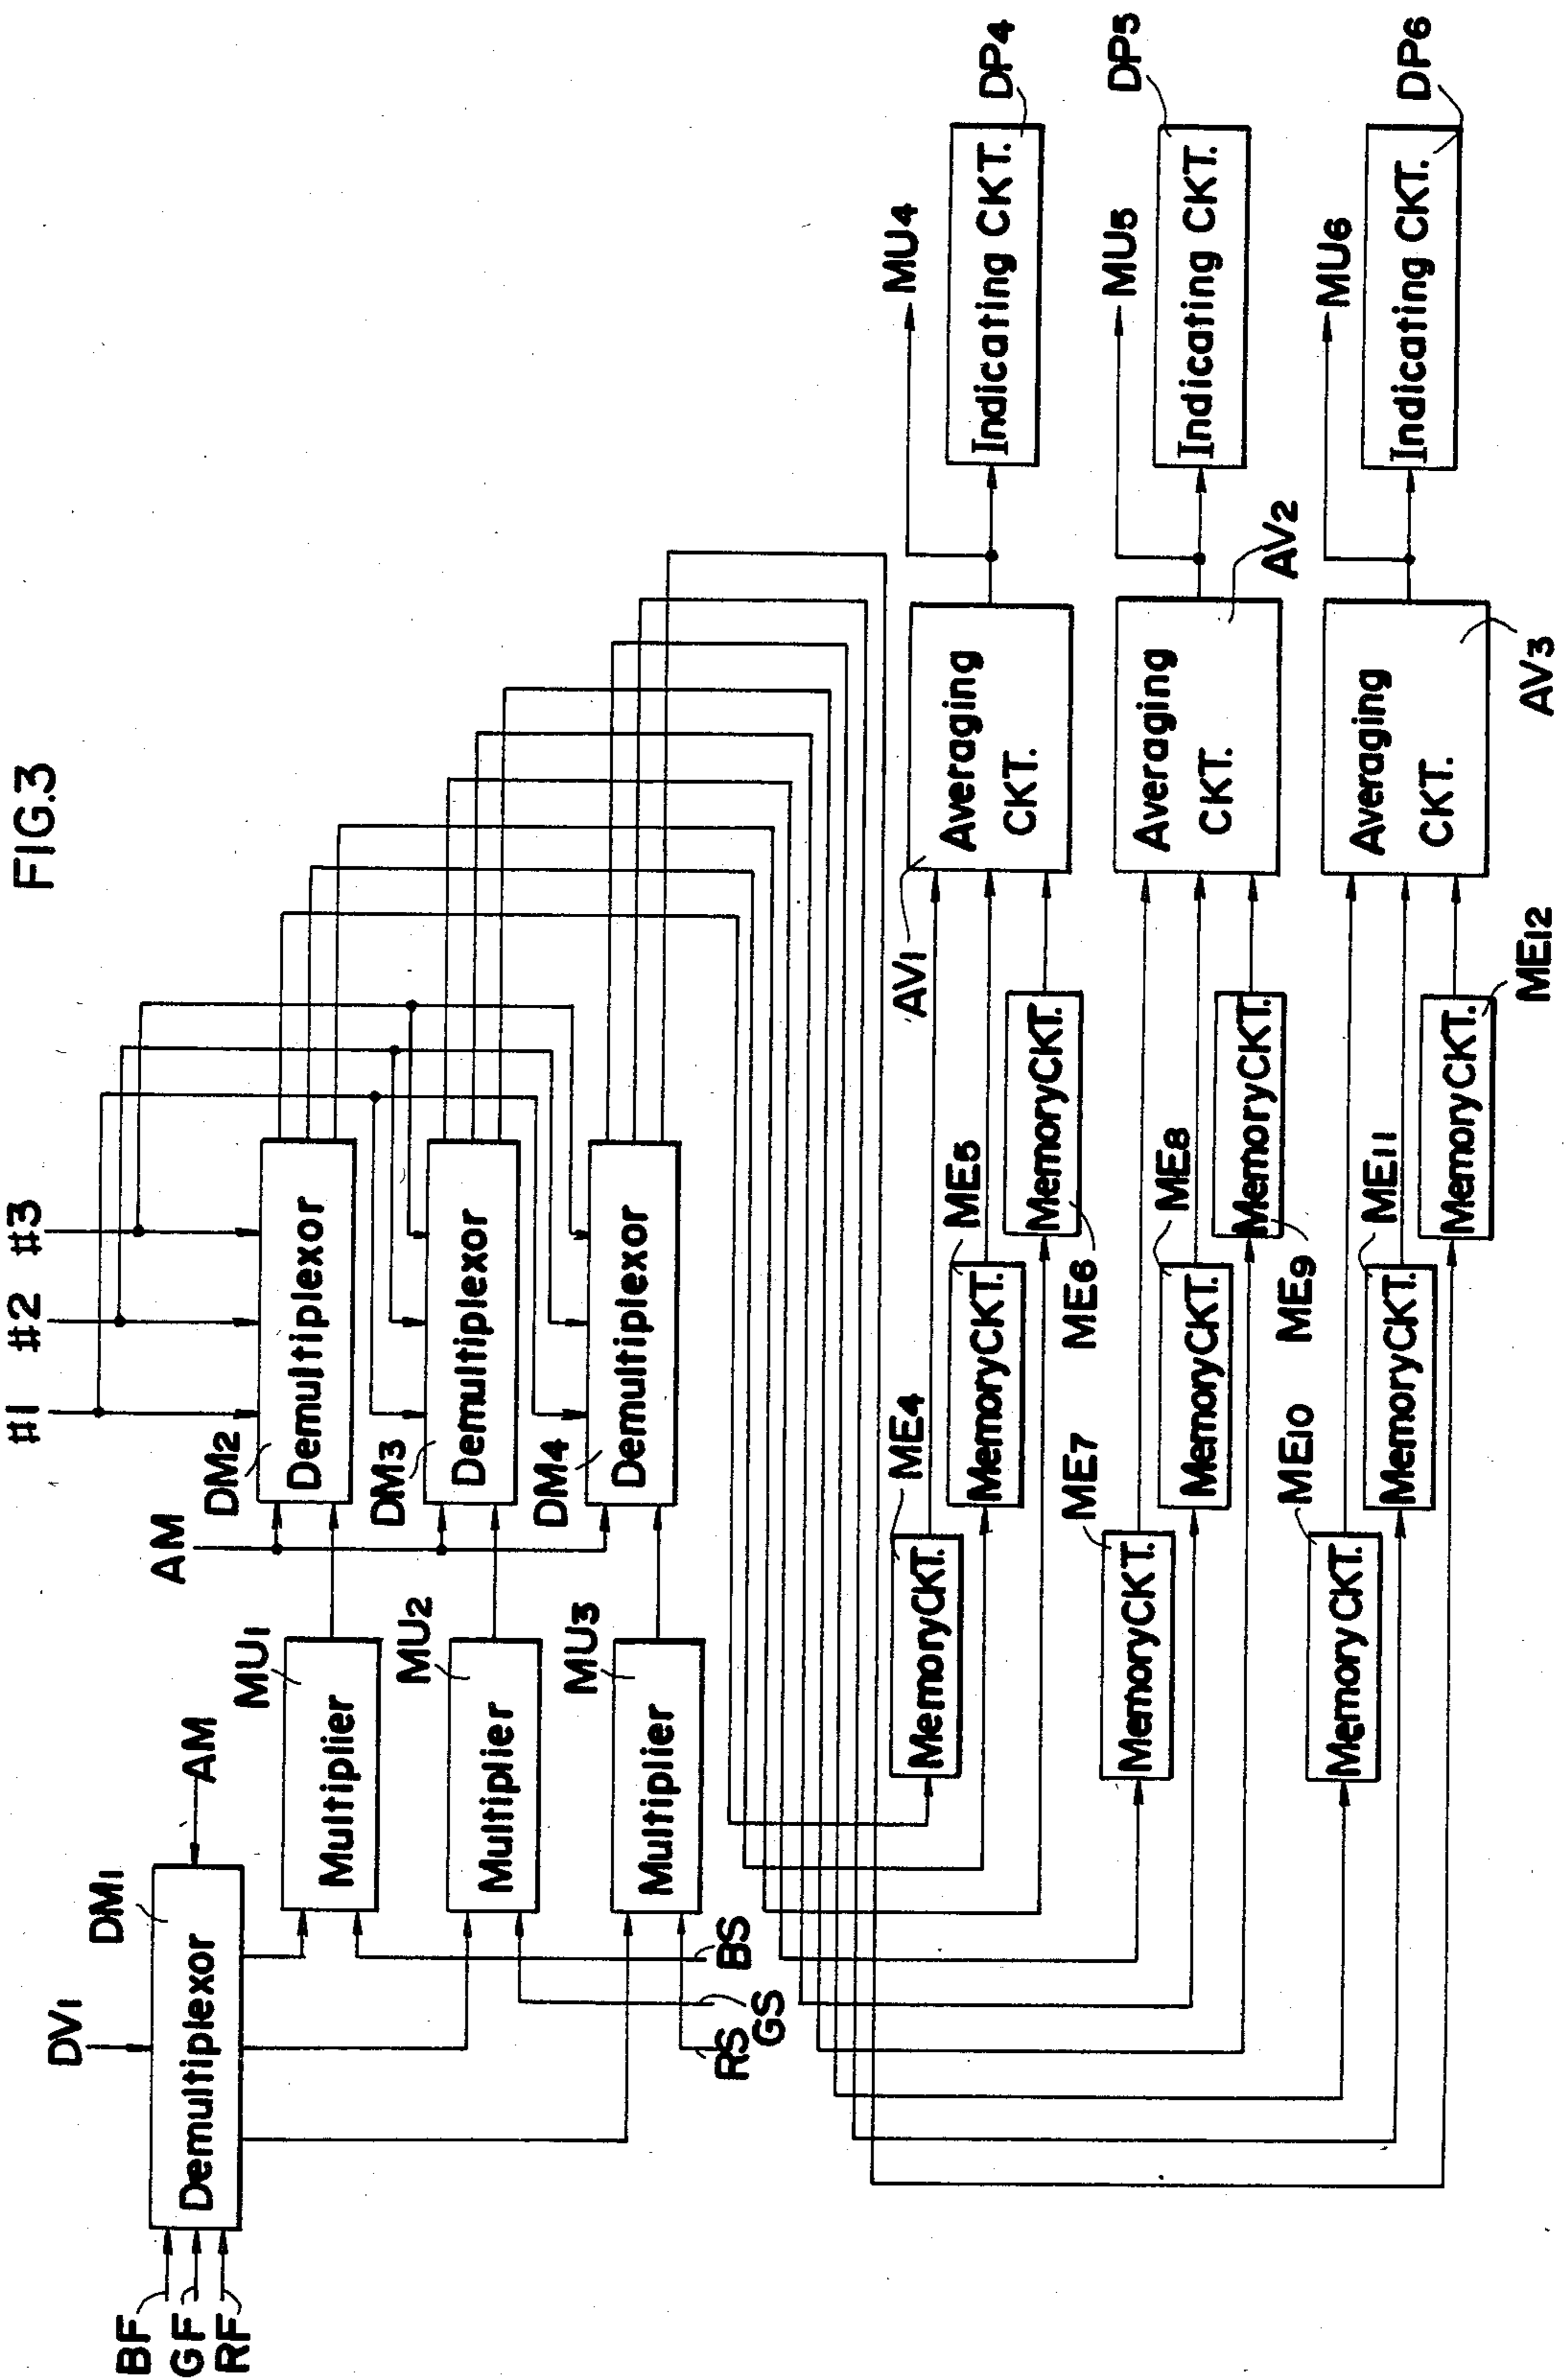 FIG.3
#1 #2 #3
AM
DM2
Demultiplexor
DM3
Demultiplexor
DM4
Demultiplexor
DV1
DM1
AM
BF
GF
RF
Demultiplexor
MU1
Multiplier
MU2
Multiplier
MU3
Multiplier
BS
GS
RS
ME4
MemoryCKT.
ME5
MemoryCKT.
ME6
MemoryCKT.
AV1
Averaging
CKT.
MU4
Indicating CKT.
DP4
ME7
MemoryCKT.
ME8
MemoryCKT.
ME9
MemoryCKT.
AV2
Averaging
CKT.
MU5
Indicating CKT.
DP5
ME10
MemoryCKT.
ME11
MemoryCKT.
ME12
MemoryCKT.
AV3
Averaging
CKT.
MU6
Indicating CKT.
DP6